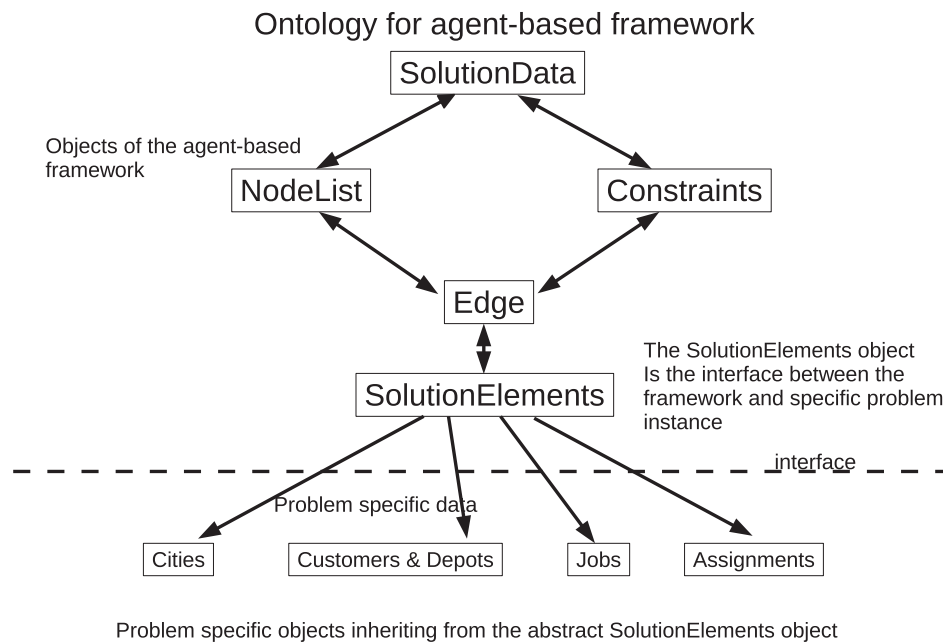 Ontology for agent-based framework
SolutionData
Objects of the agent-based
framework
NodeList
Constraints
Edge
The SolutionElements object
Is the interface between the
framework and specific problem
instance
SolutionElements
interface
Problem specific data
Cities
Customers & Depots
Jobs
Assignments
Problem specific objects inheriting from the abstract SolutionElements object